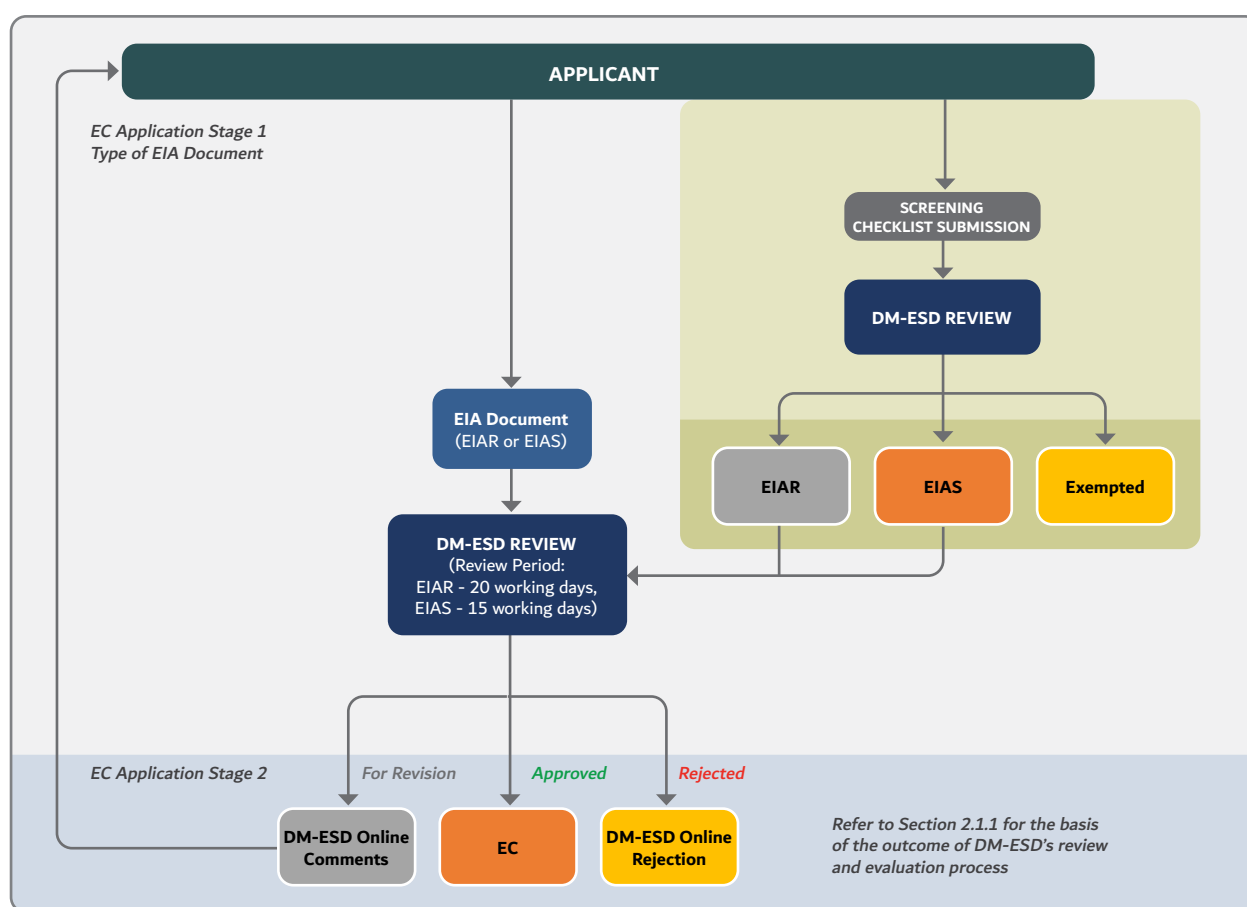 APPLICANT
EC Application Stage 1
Type of EIA Document
SCREENING
CHECKLIST SUBMISSION
DM-ESD REVIEW
EIA Document
(EIAR or EIAS)
EIAR
EIAS
Exempted
DM-ESD REVIEW
(Review Period:
EIAR - 20 working days,
EIAS - 15 working days)
EC Application Stage 2
For Revision
Approved
Rejected
DM-ESD Online
Comments
EC
DM-ESD Online
Rejection
Refer to Section 2.1.1 for the basis
of the outcome of DM-ESD's review
and evaluation process